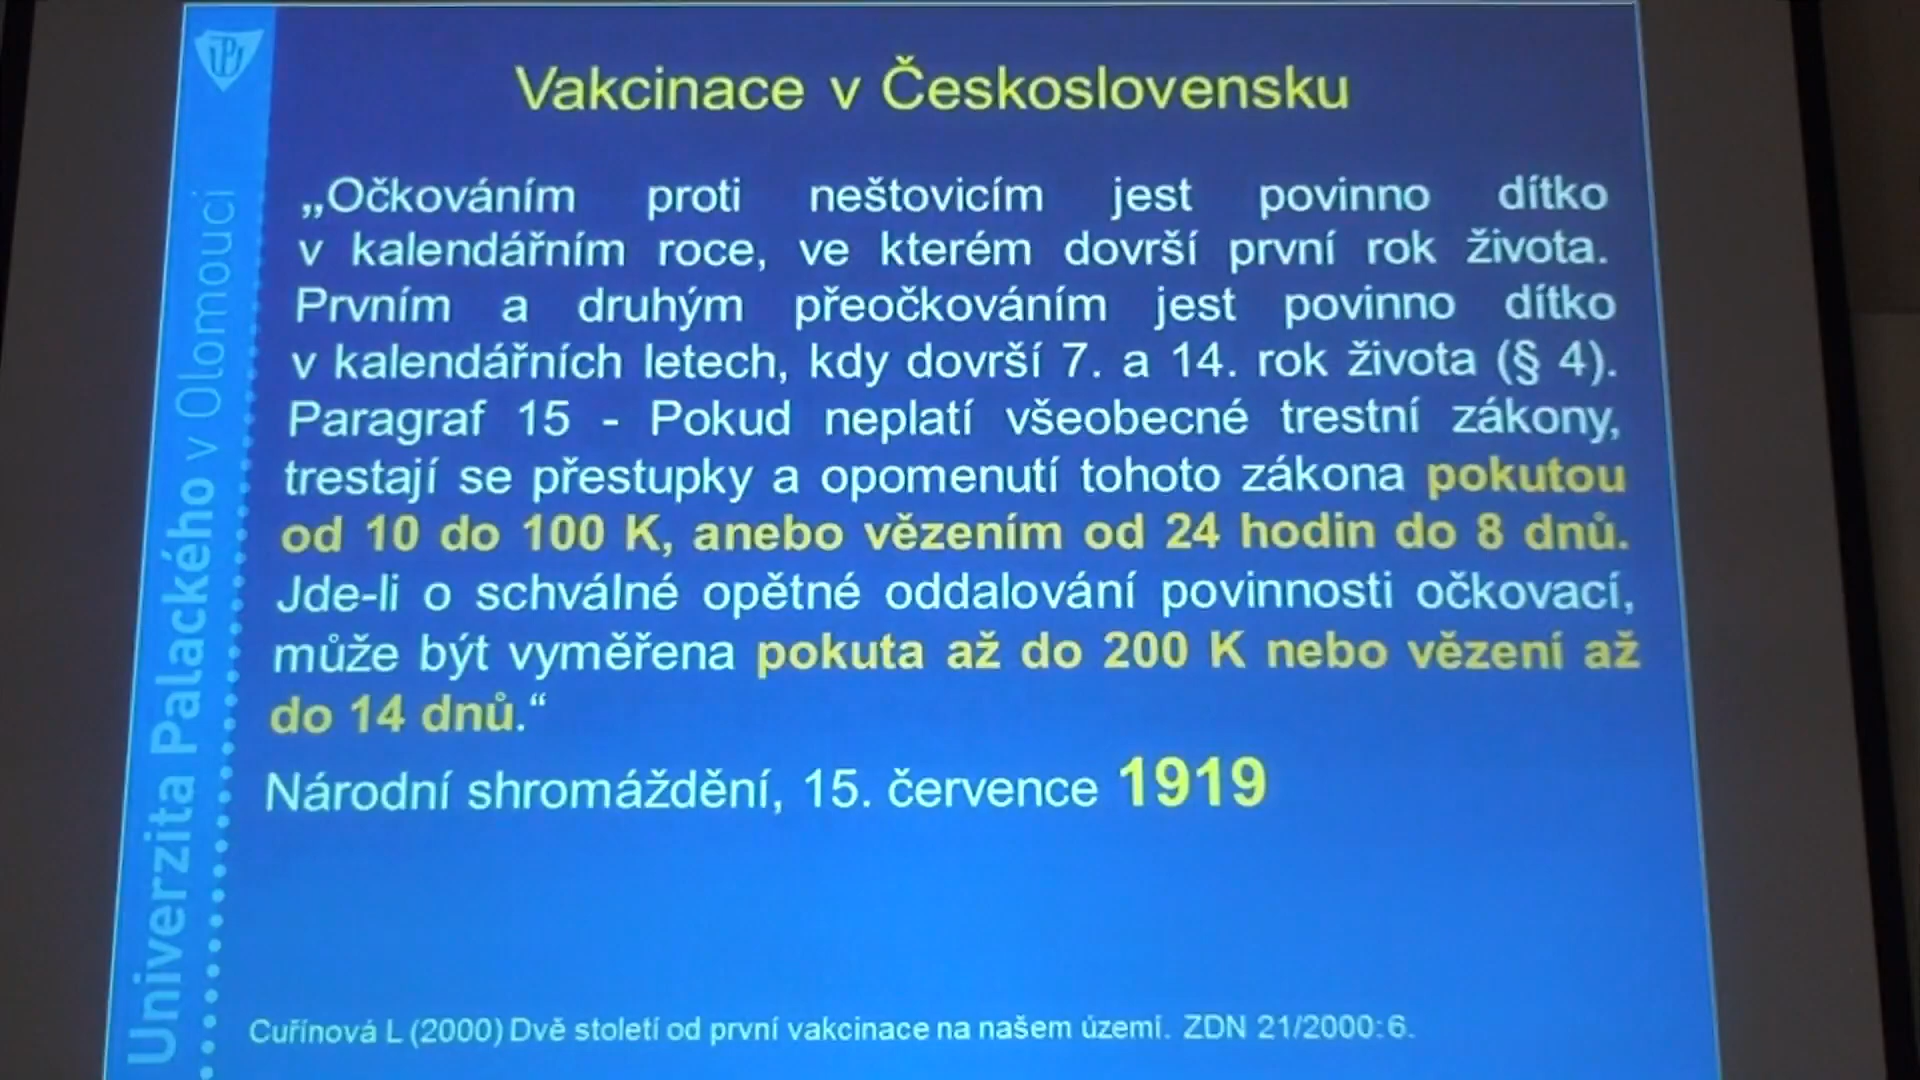 Vakcinace v Československu
„Očkováním proti neštovicím jest povinno dítko
v kalendářním roce, ve kterém dovrší první rok života.
Prvním a druhým přeočkováním jest povinno dítko
v kalendářních letech, kdy dovrší 7. a 14. rok života (§ 4).
Paragraf 15 - Pokud neplatí všeobecné trestní zákony,
trestají se přestupky a opomenutí tohoto zákona pokutou
od 10 do 100 K, anebo vězením od 24 hodin do 8 dnů.
Jde-li o schválné opětné oddalování povinnosti očkovací,
může být vyměřena pokuta až do 200 K nebo vězení až
do 14 dnů.“
Národní shromáždění, 15. července 1919
Cuřínová L (2000) Dvě století od první vakcinace na našem území. ZDN 21/2000:6.
Univerzita Palackého v Olomouci